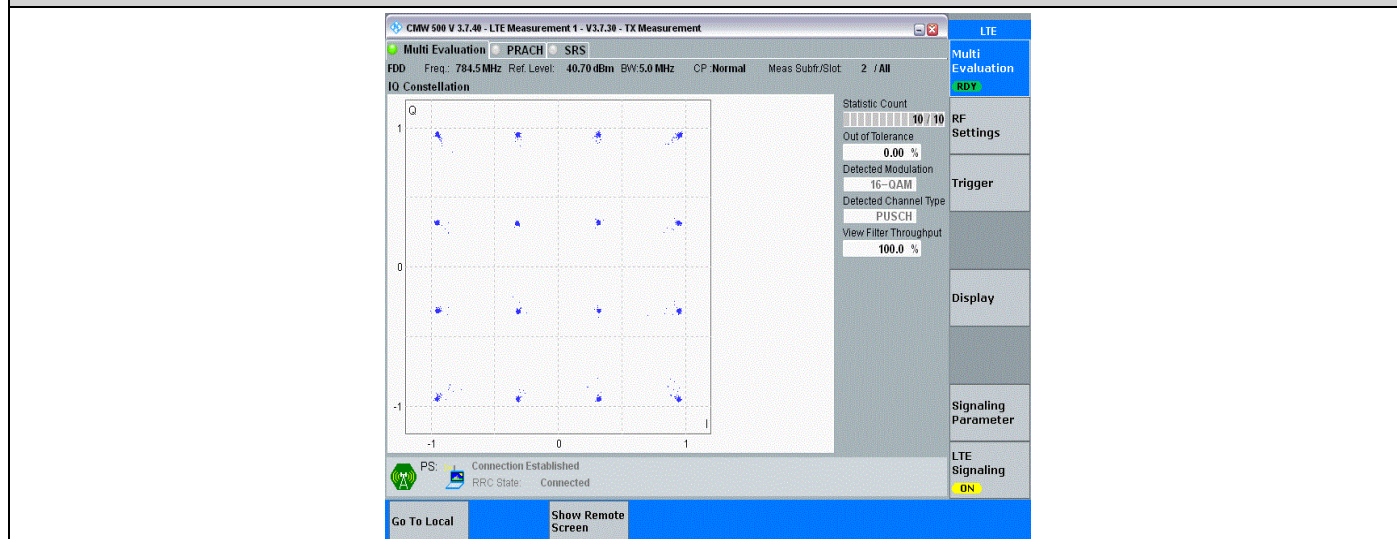 CMW 500 V 3.7.40 - LTE Measurement 1 - V3.7.30 - TX Measurement
LTE
Multi Evaluation PRACH SRS
FDD Freq.: 784.5 MHz Ref. Level: 40.70 dBm BW: 5.0 MHz CP :Normal Meas Subfr./Slot: 2 / All
IQ Constellation
Q
1
0
-1
-1 0 1
I
Statistic Count
10 / 10
Out of Tolerance
0.00 %
Detected Modulation
16-QAM
Detected Channel Type
PUSCH
View Filter Throughput
100.0 %
Multi
Evaluation
RDY
RF
Settings
Trigger
Display
Signaling
Parameter
LTE
Signaling
ON
PS: Connection Established
RRC State: Connected
Go To Local
Show Remote
Screen